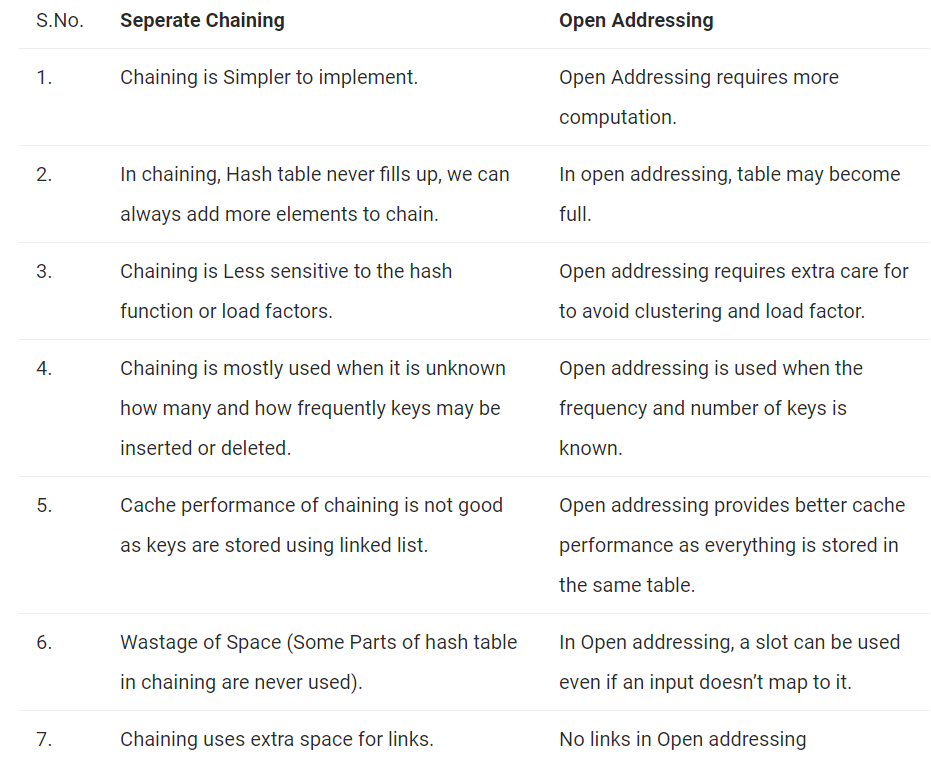 S.No. Seperate Chaining Open Addressing
1. Chaining is Simpler to implement. Open Addressing requires more
computation.
2. In chaining, Hash table never fills up, we can In open addressing, table may become
always add more elements to chain. full.
3. Chaining is Less sensitive to the hash Open addressing requires extra care for
function or load factors. to avoid clustering and load factor.
4. Chaining is mostly used when it is unknown Open addressing is used when the
how many and how frequently keys may be frequency and number of keys is
inserted or deleted. known.
5. Cache performance of chaining is not good Open addressing provides better cache
as keys are stored using linked list. performance as everything is stored in
the same table.
6. Wastage of Space (Some Parts of hash table In Open addressing, a slot can be used
in chaining are never used). even if an input doesn’t map to it.
7. Chaining uses extra space for links. No links in Open addressing